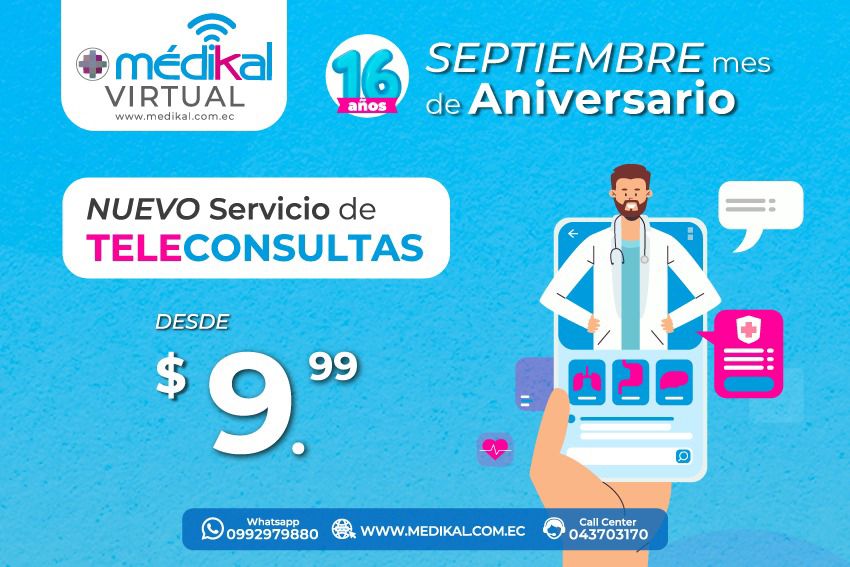 médikal
VIRTUAL
www.medikal.com.ec
16
años
SEPTIEMBRE mes
de Aniversario
NUEVO Servicio de
TELECONSULTAS
DESDE
$ 9.99
Whatsapp
0992979880
WWW.MEDIKAL.COM.EC
Call Center
043703170